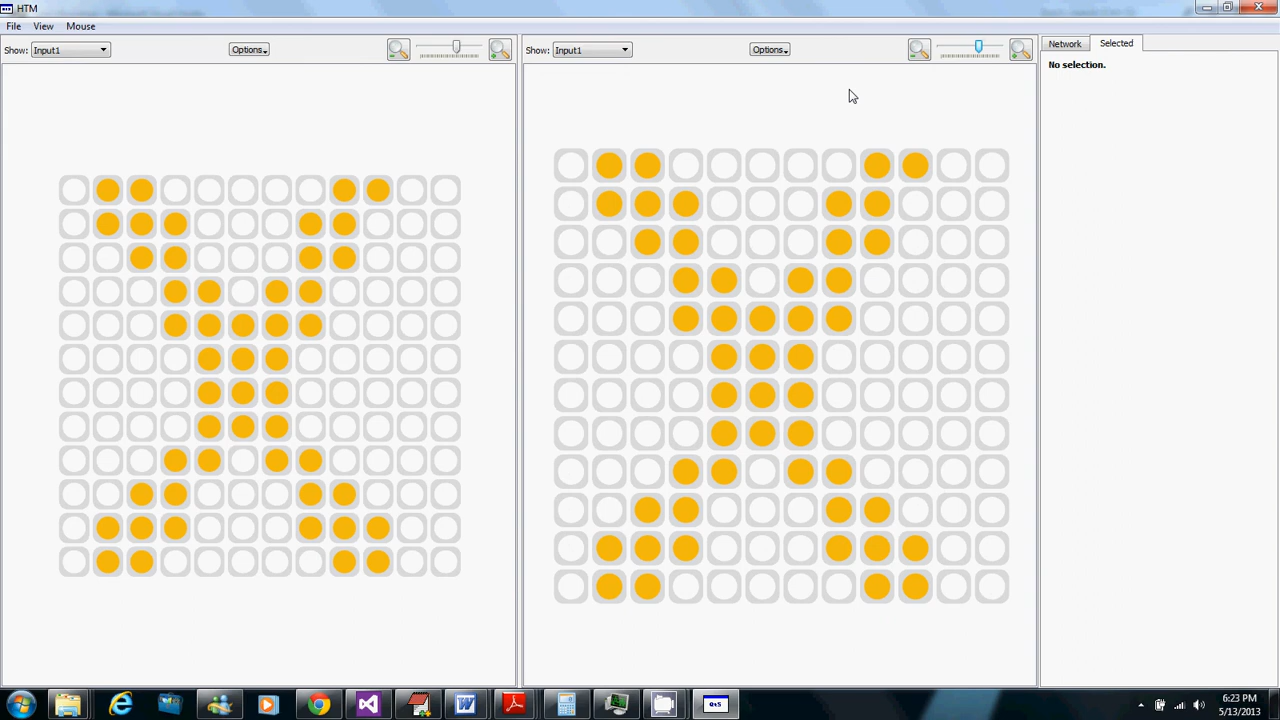 HTM
File View Mouse
Show: Input1 Options
Show: Input1 Options
Network Selected
No selection.
QtS
6:23 PM
5/13/2013